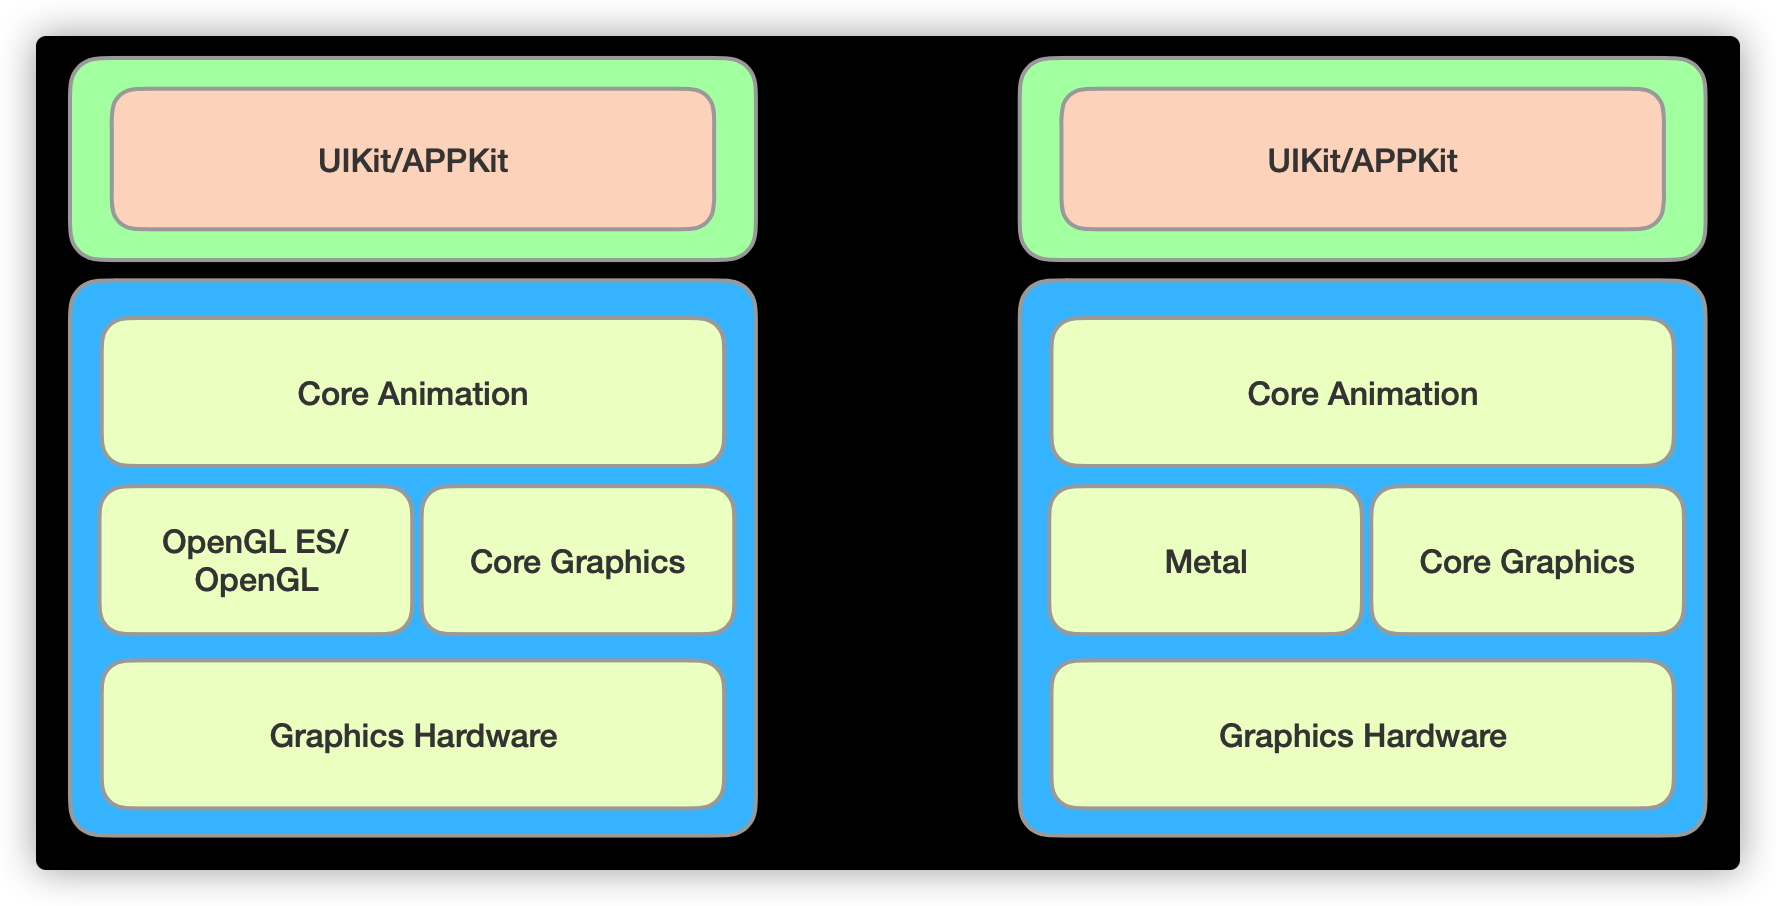 UIKit/APPKit
Core Animation
OpenGL ES/
OpenGL
Core Graphics
Graphics Hardware
UIKit/APPKit
Core Animation
Metal
Core Graphics
Graphics Hardware